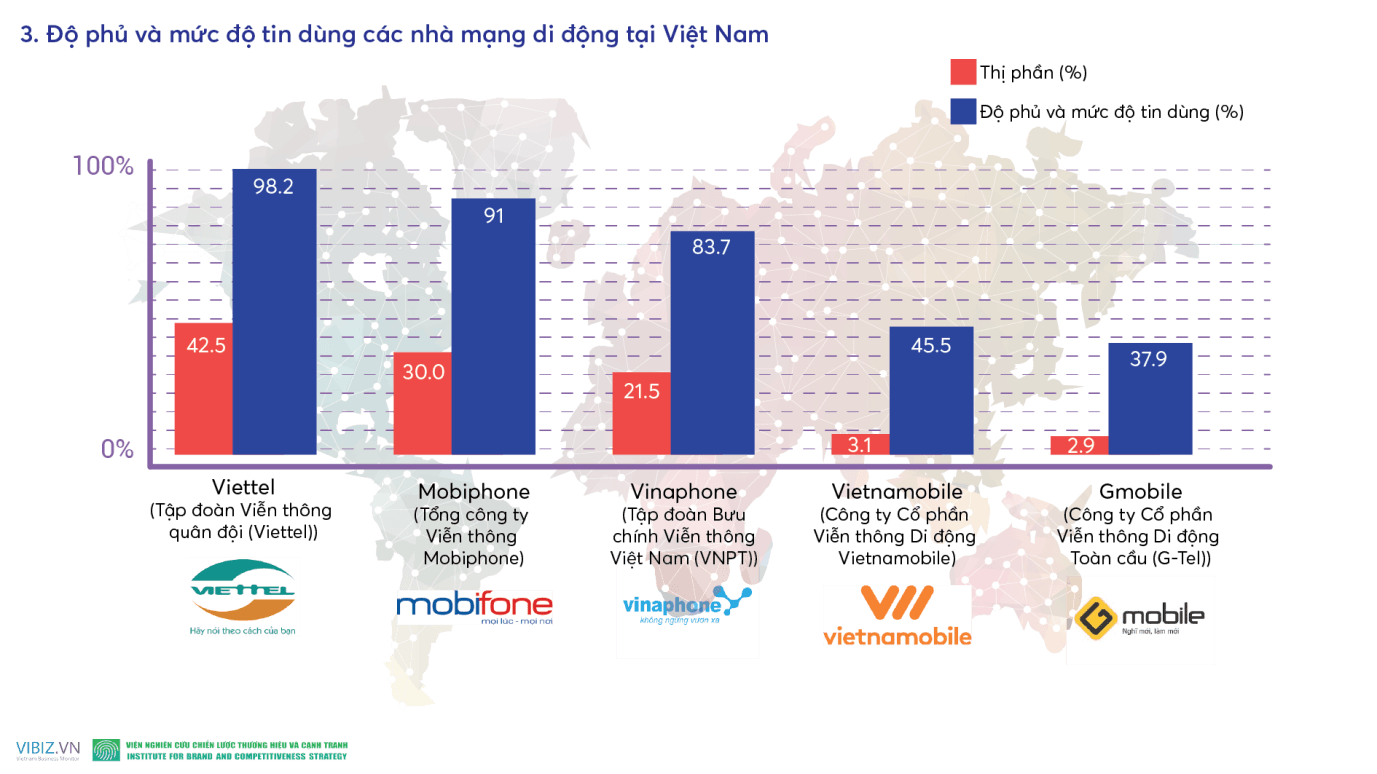 3. Độ phủ và mức độ tin dùng các nhà mạng di động tại Việt Nam
Thị phần (%)
Độ phủ và mức độ tin dùng (%)
100%
0%
42.5
98.2
30.0
91
21.5
83.7
3.1
45.5
2.9
37.9
Viettel
(Tập đoàn Viễn thông
quân đội (Viettel))
Mobiphone
(Tổng công ty
Viễn thông
Mobiphone)
Vinaphone
(Tập đoàn Bưu
chính Viễn thông
Việt Nam (VNPT))
Vietnamobile
(Công ty Cổ phần
Viễn thông Di động
Vietnamobile)
Gmobile
(Công ty Cổ phần
Viễn thông Di động
Toàn cầu (G-Tel))
VIETTEL
Hãy nói theo cách của bạn
mobifone
mọi lúc - mọi nơi
vinaphone
không ngừng vươn xa
vietnamobile
G mobile
Nghĩ mới, làm mới
VIBIZ.VN
Vietnam Business Monitor
VIỆN NGHIÊN CỨU CHIẾN LƯỢC THƯƠNG HIỆU VÀ CẠNH TRANH
INSTITUTE FOR BRAND AND COMPETITIVENESS STRATEGY